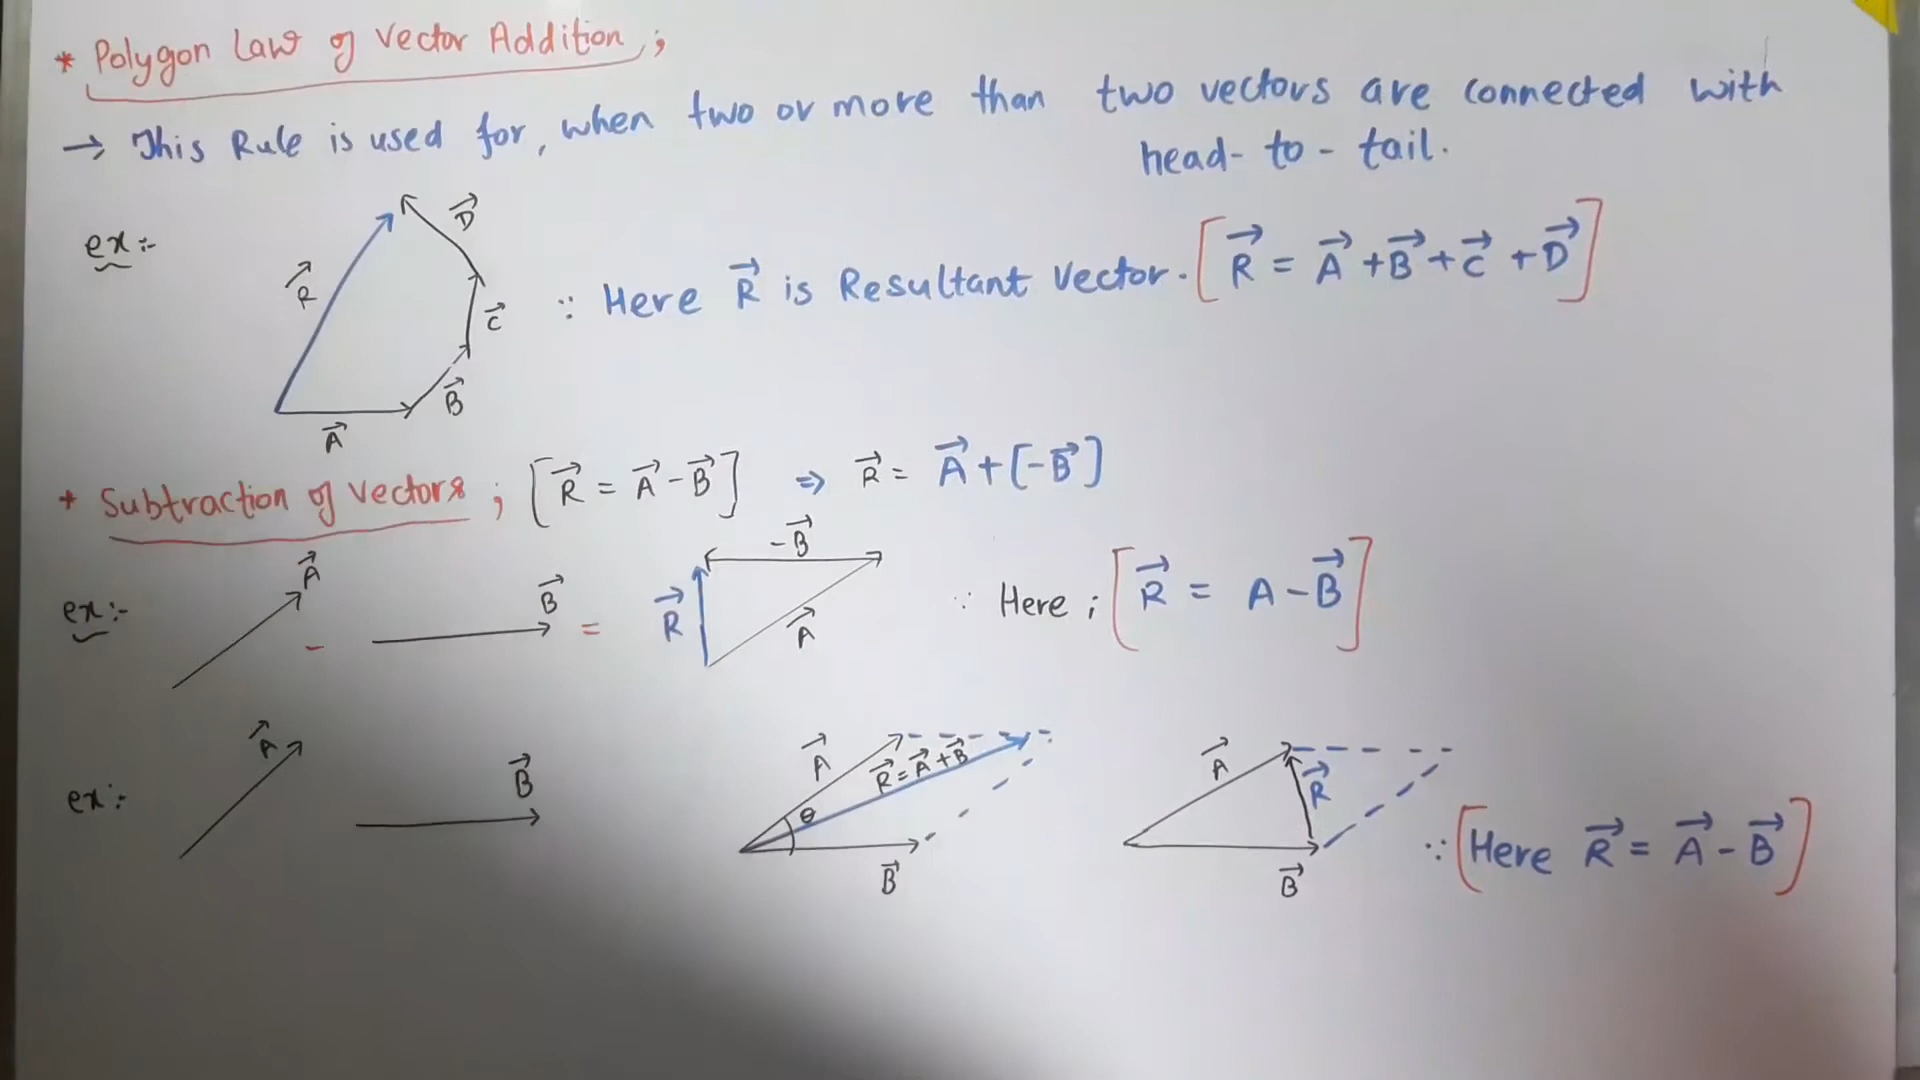 * Polygon Law of Vector Addition ;
→ This Rule is used for, when two or more than two vectors are connected with
head-to-tail.
ex:-
R⃗
D⃗
C⃗
B⃗
A⃗
∵ Here R⃗ is Resultant Vector. [R⃗ = A⃗ + B⃗ + C⃗ + D⃗]
* Subtraction of Vectors ; [R⃗ = A⃗ - B⃗] ⇒ R⃗ = A⃗ + [-B⃗]
ex:-
A⃗
-
B⃗
=
R⃗
-B⃗
A⃗
∵ Here ; [R⃗ = A - B⃗]
ex:-
A⃗
B⃗
A⃗
R⃗ = A⃗ + B⃗
θ
B⃗
A⃗
R⃗
B⃗
∵ [Here R⃗ = A⃗ - B⃗]